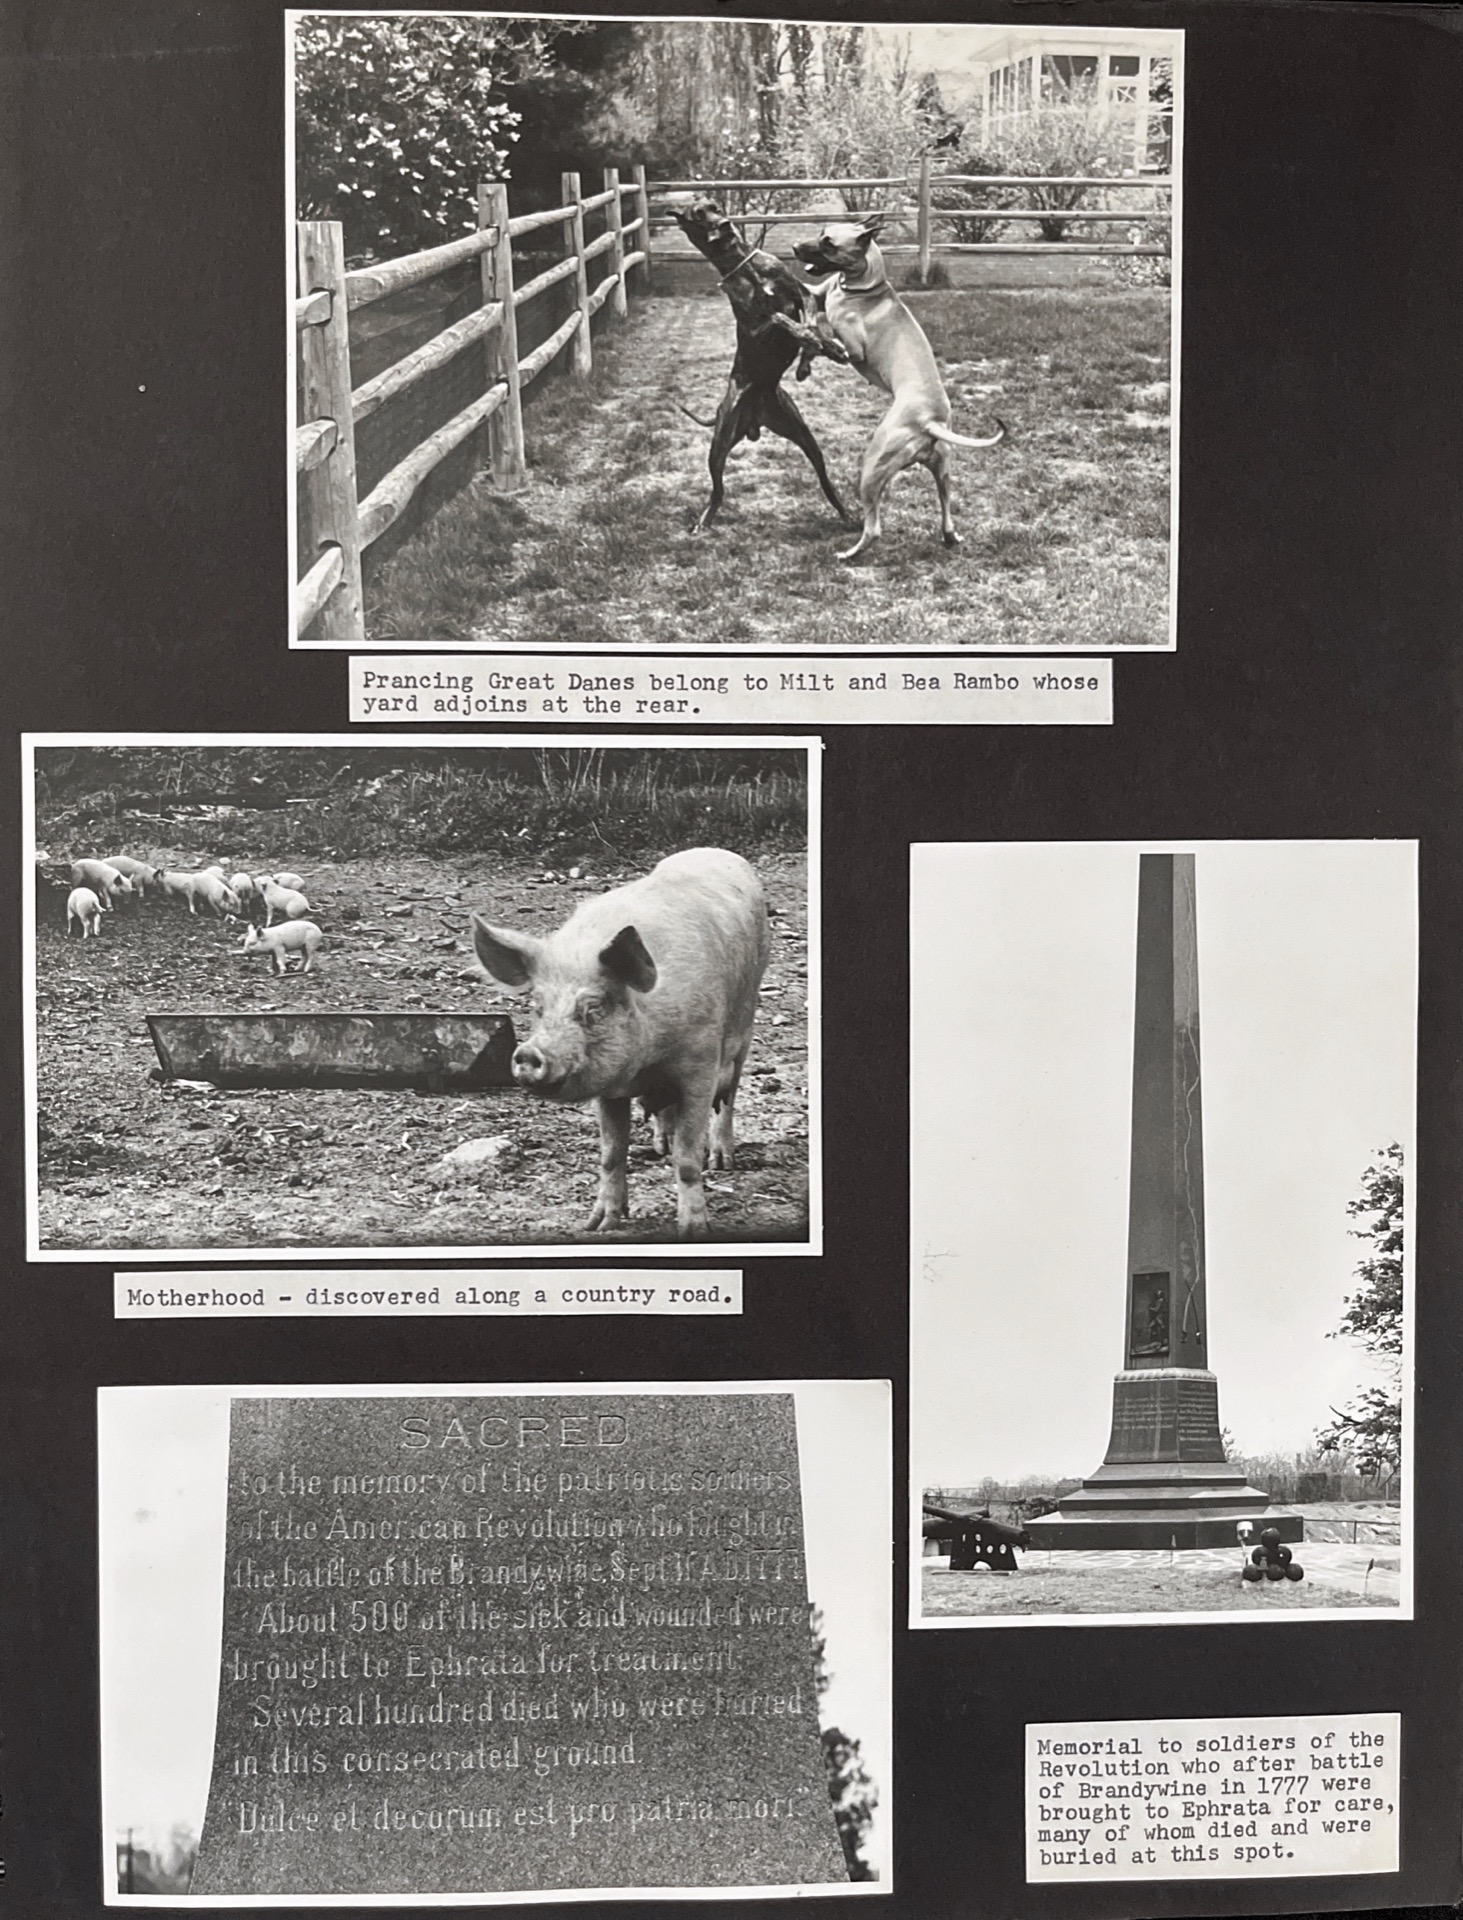 Prancing Great Danes belong to Milt and Bea Rambo whose
yard adjoins at the rear.
Motherhood - discovered along a country road.
SACRED
to the memory of the patriotic soldiers
of the American Revolution who fought in
the battle of the Brandywine, Sept. 11 A.D. 1777
About 500 of the sick and wounded were
brought to Ephrata for treatment.
Several hundred died who were buried
in this consecrated ground.
"Dulce et decorum est pro patria mori."
Memorial to soldiers of the
Revolution who after battle
of Brandywine in 1777 were
brought to Ephrata for care,
many of whom died and were
buried at this spot.